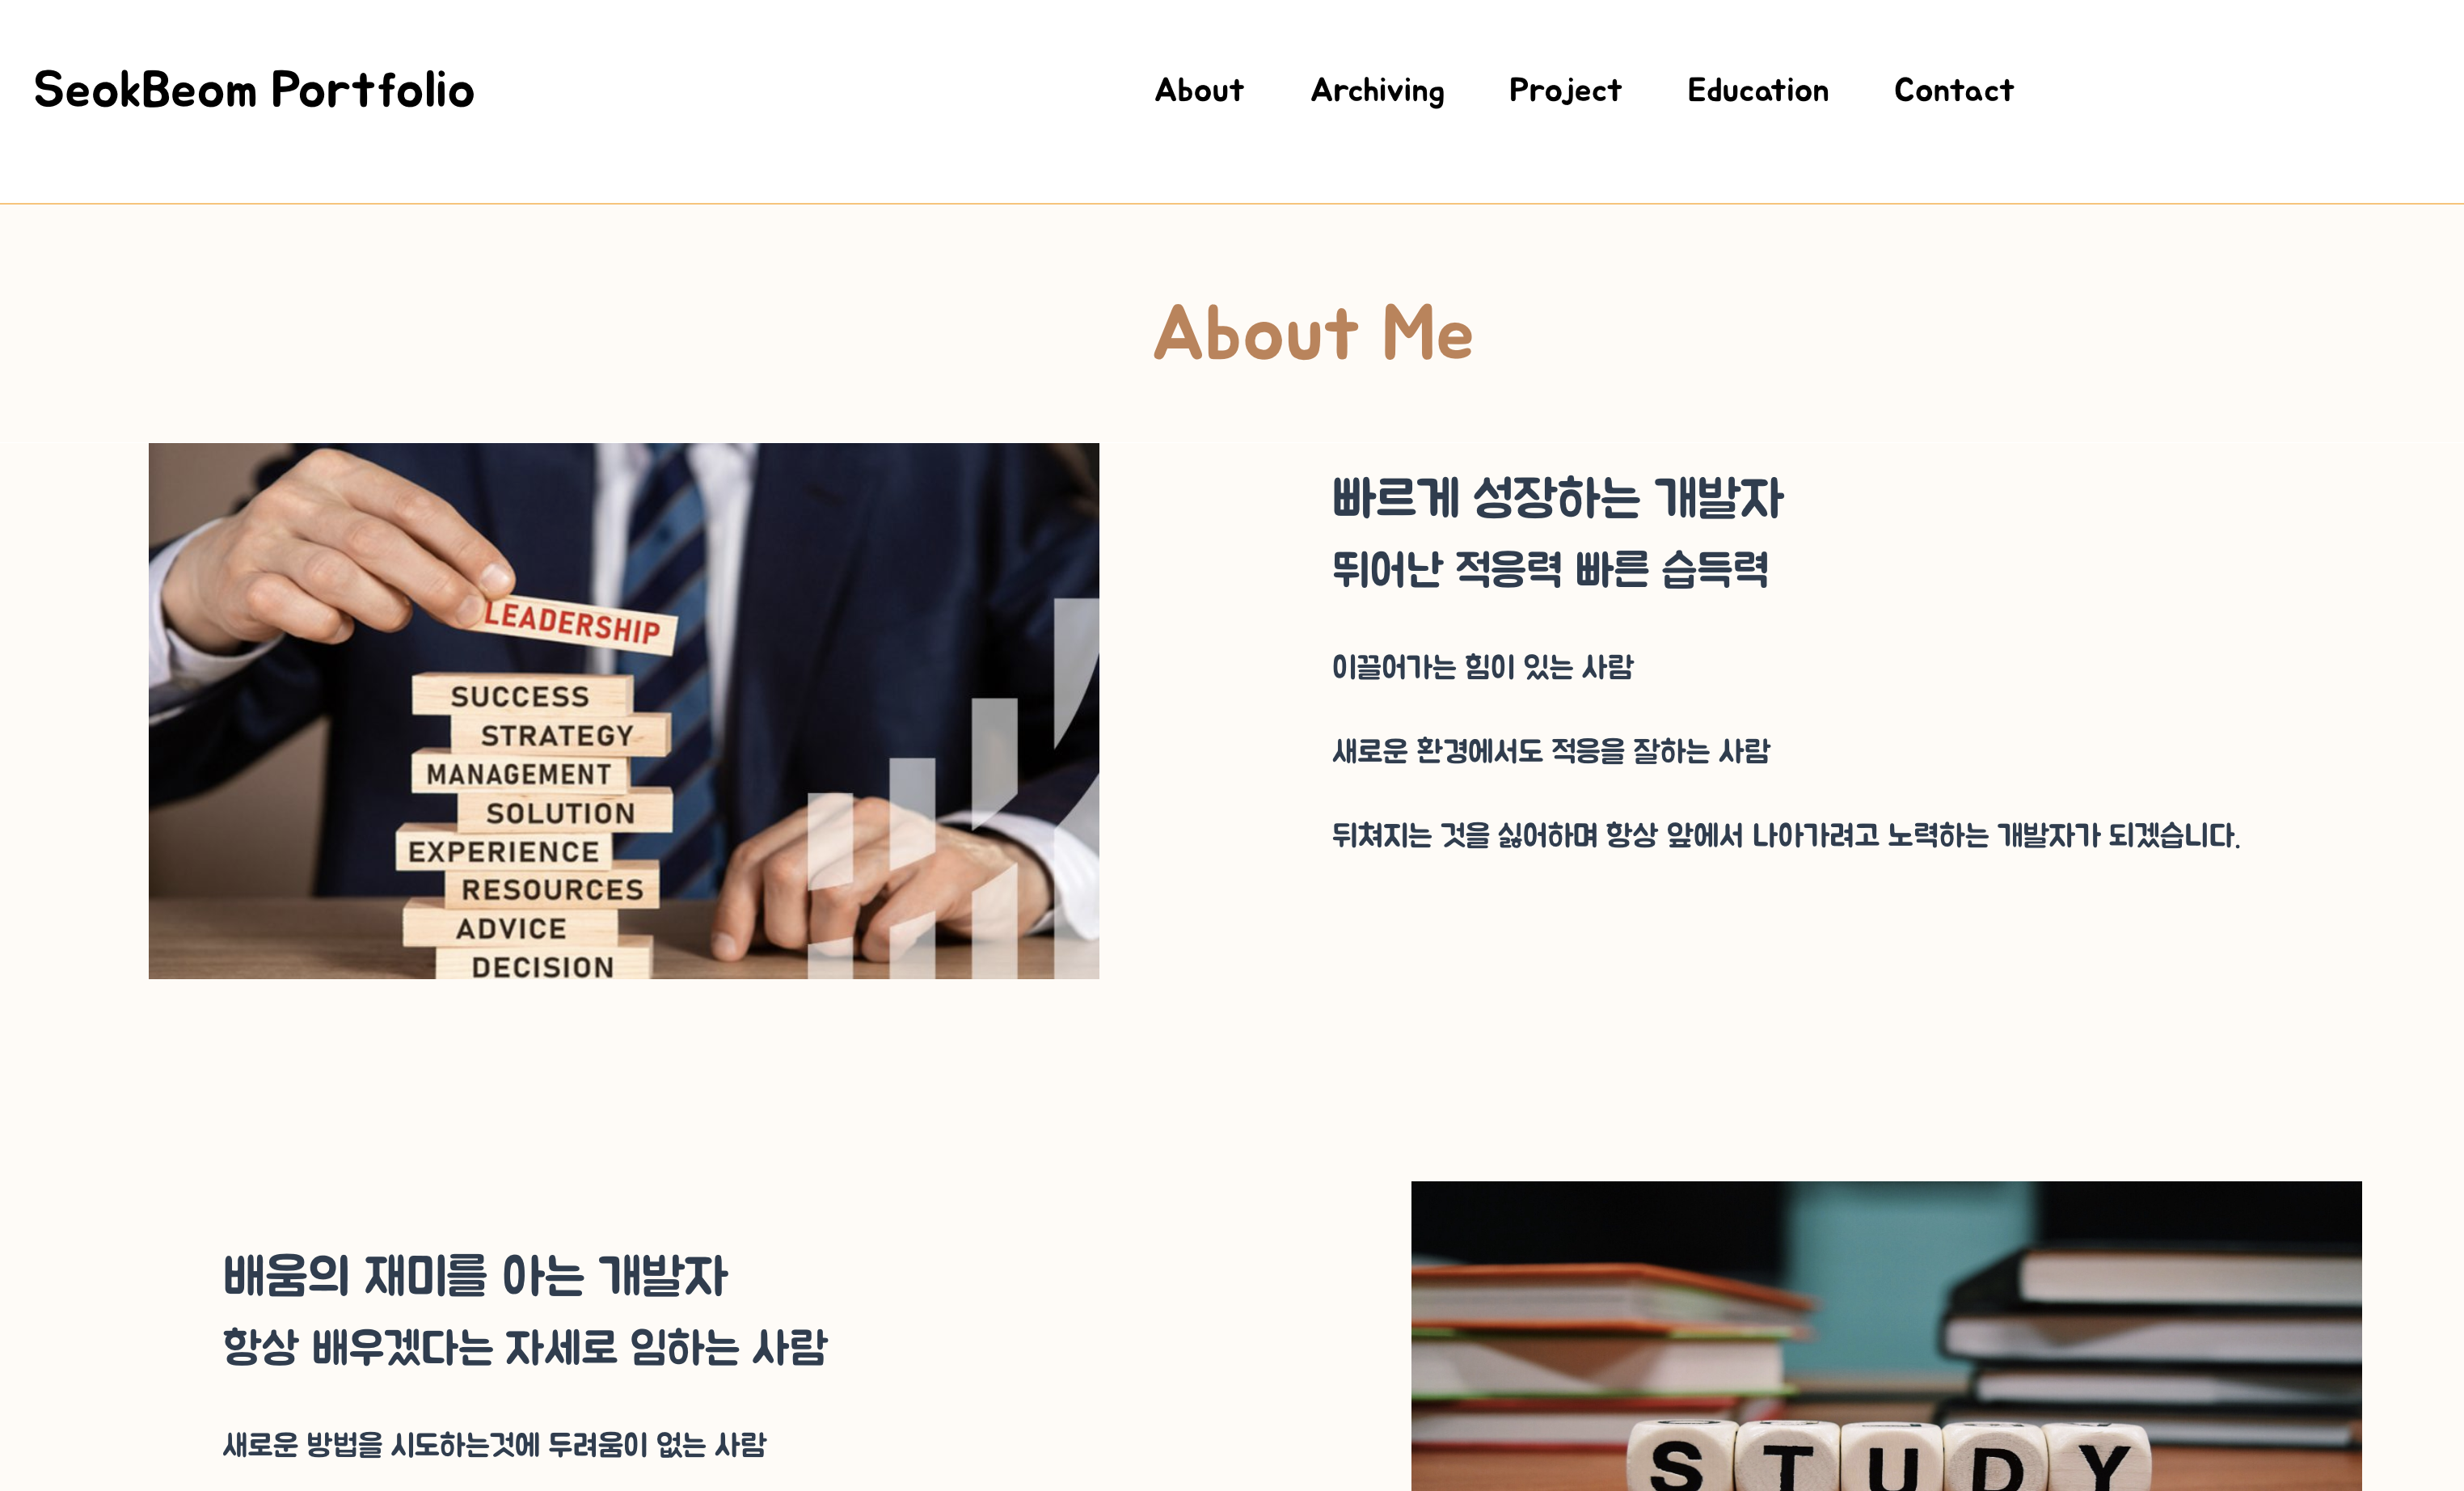 SeokBeom Portfolio
About Archiving Project Education Contact
About Me
LEADERSHIP
SUCCESS
STRATEGY
MANAGEMENT
SOLUTION
EXPERIENCE
RESOURCES
ADVICE
DECISION
빠르게 성장하는 개발자
뛰어난 적응력 빠른 습득력
이끌어가는 힘이 있는 사람
새로운 환경에서도 적응을 잘하는 사람
뒤쳐지는 것을 싫어하며 항상 앞에서 나아가려고 노력하는 개발자가 되겠습니다.
배움의 재미를 아는 개발자
항상 배우겠다는 자세로 임하는 사람
새로운 방법을 시도하는것에 두려움이 없는 사람
STUDY